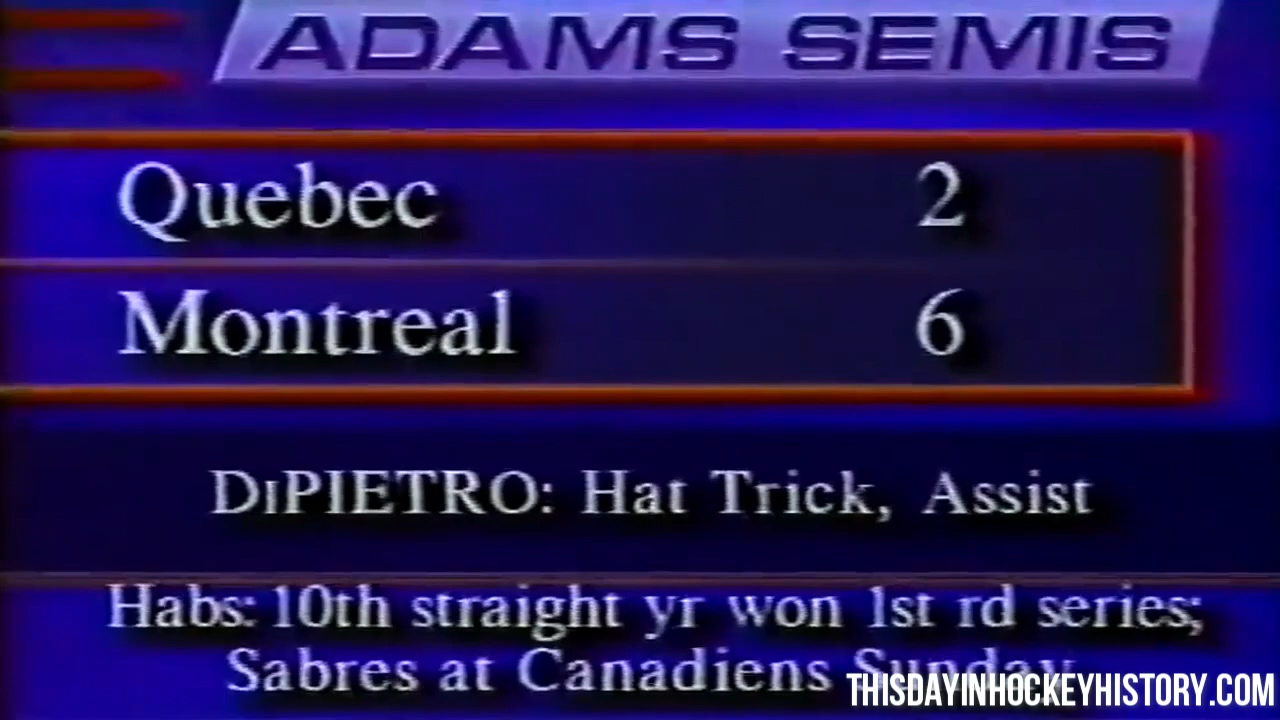 ADAMS SEMIS
Quebec 2
Montreal 6
DiPIETRO: Hat Trick, Assist
Habs: 10th straight yr won 1st rd series;
Sabres at Canadiens Sunday
THISDAYINHOCKEYHISTORY.COM